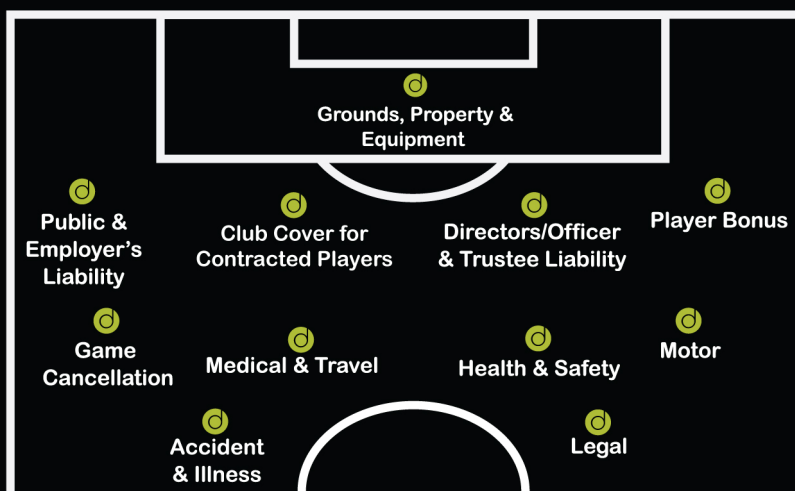 Grounds, Property &
Equipment
Public &
Employer's
Liability
Club Cover for
Contracted Players
Directors/Officer
& Trustee Liability
Player Bonus
Game
Cancellation
Medical & Travel
Health & Safety
Motor
Accident
& Illness
Legal